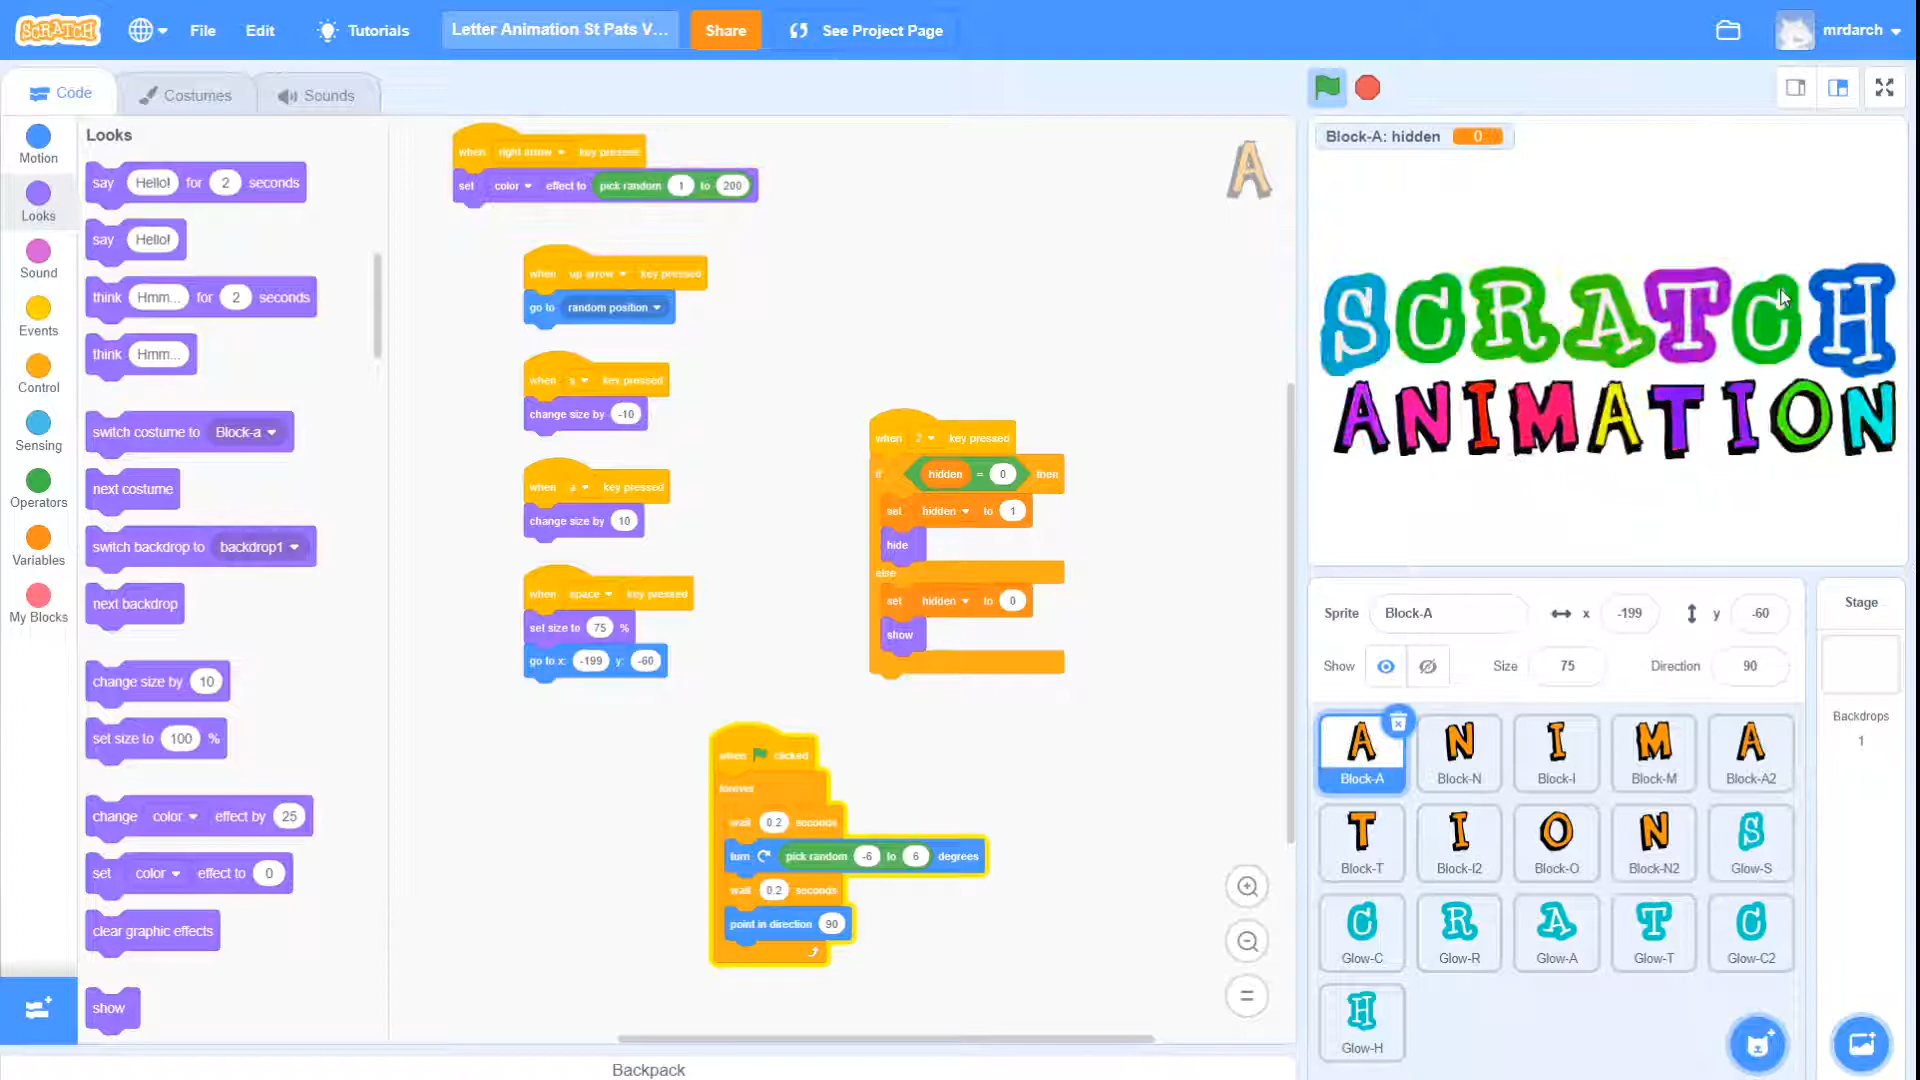 SCRATCH File Edit Tutorials Letter Animation St Pats V... Share See Project Page mrdarch
Code Costumes Sounds
Motion
Looks
Sound
Events
Control
Sensing
Operators
Variables
My Blocks
Looks
say Hello! for 2 seconds
say Hello!
think Hmm... for 2 seconds
think Hmm...
switch costume to Block-a
next costume
switch backdrop to backdrop1
next backdrop
change size by 10
set size to 100 %
change color effect by 25
set color effect to 0
clear graphic effects
show
when right arrow key pressed
set color effect to pick random 1 to 200
when up arrow key pressed
go to random position
when s key pressed
change size by -10
when a key pressed
change size by 10
when space key pressed
set size to 75 %
go to x: -199 y: -60
when 2 key pressed
if hidden = 0 then
set hidden to 1
hide
else
set hidden to 0
show
when clicked
forever
wait 0.2 seconds
turn pick random -6 to 6 degrees
wait 0.2 seconds
point in direction 90
A
Backpack
Block-A: hidden 0
SCRATCH
ANIMATION
Sprite Block-A x -199 y -60
Show Size 75 Direction 90
A N I M A
Block-A Block-N Block-I Block-M Block-A2
T I O N S
Block-T Block-I2 Block-O Block-N2 Glow-S
C R A T C
Glow-C Glow-R Glow-A Glow-T Glow-C2
H
Glow-H
Stage
Backdrops
1